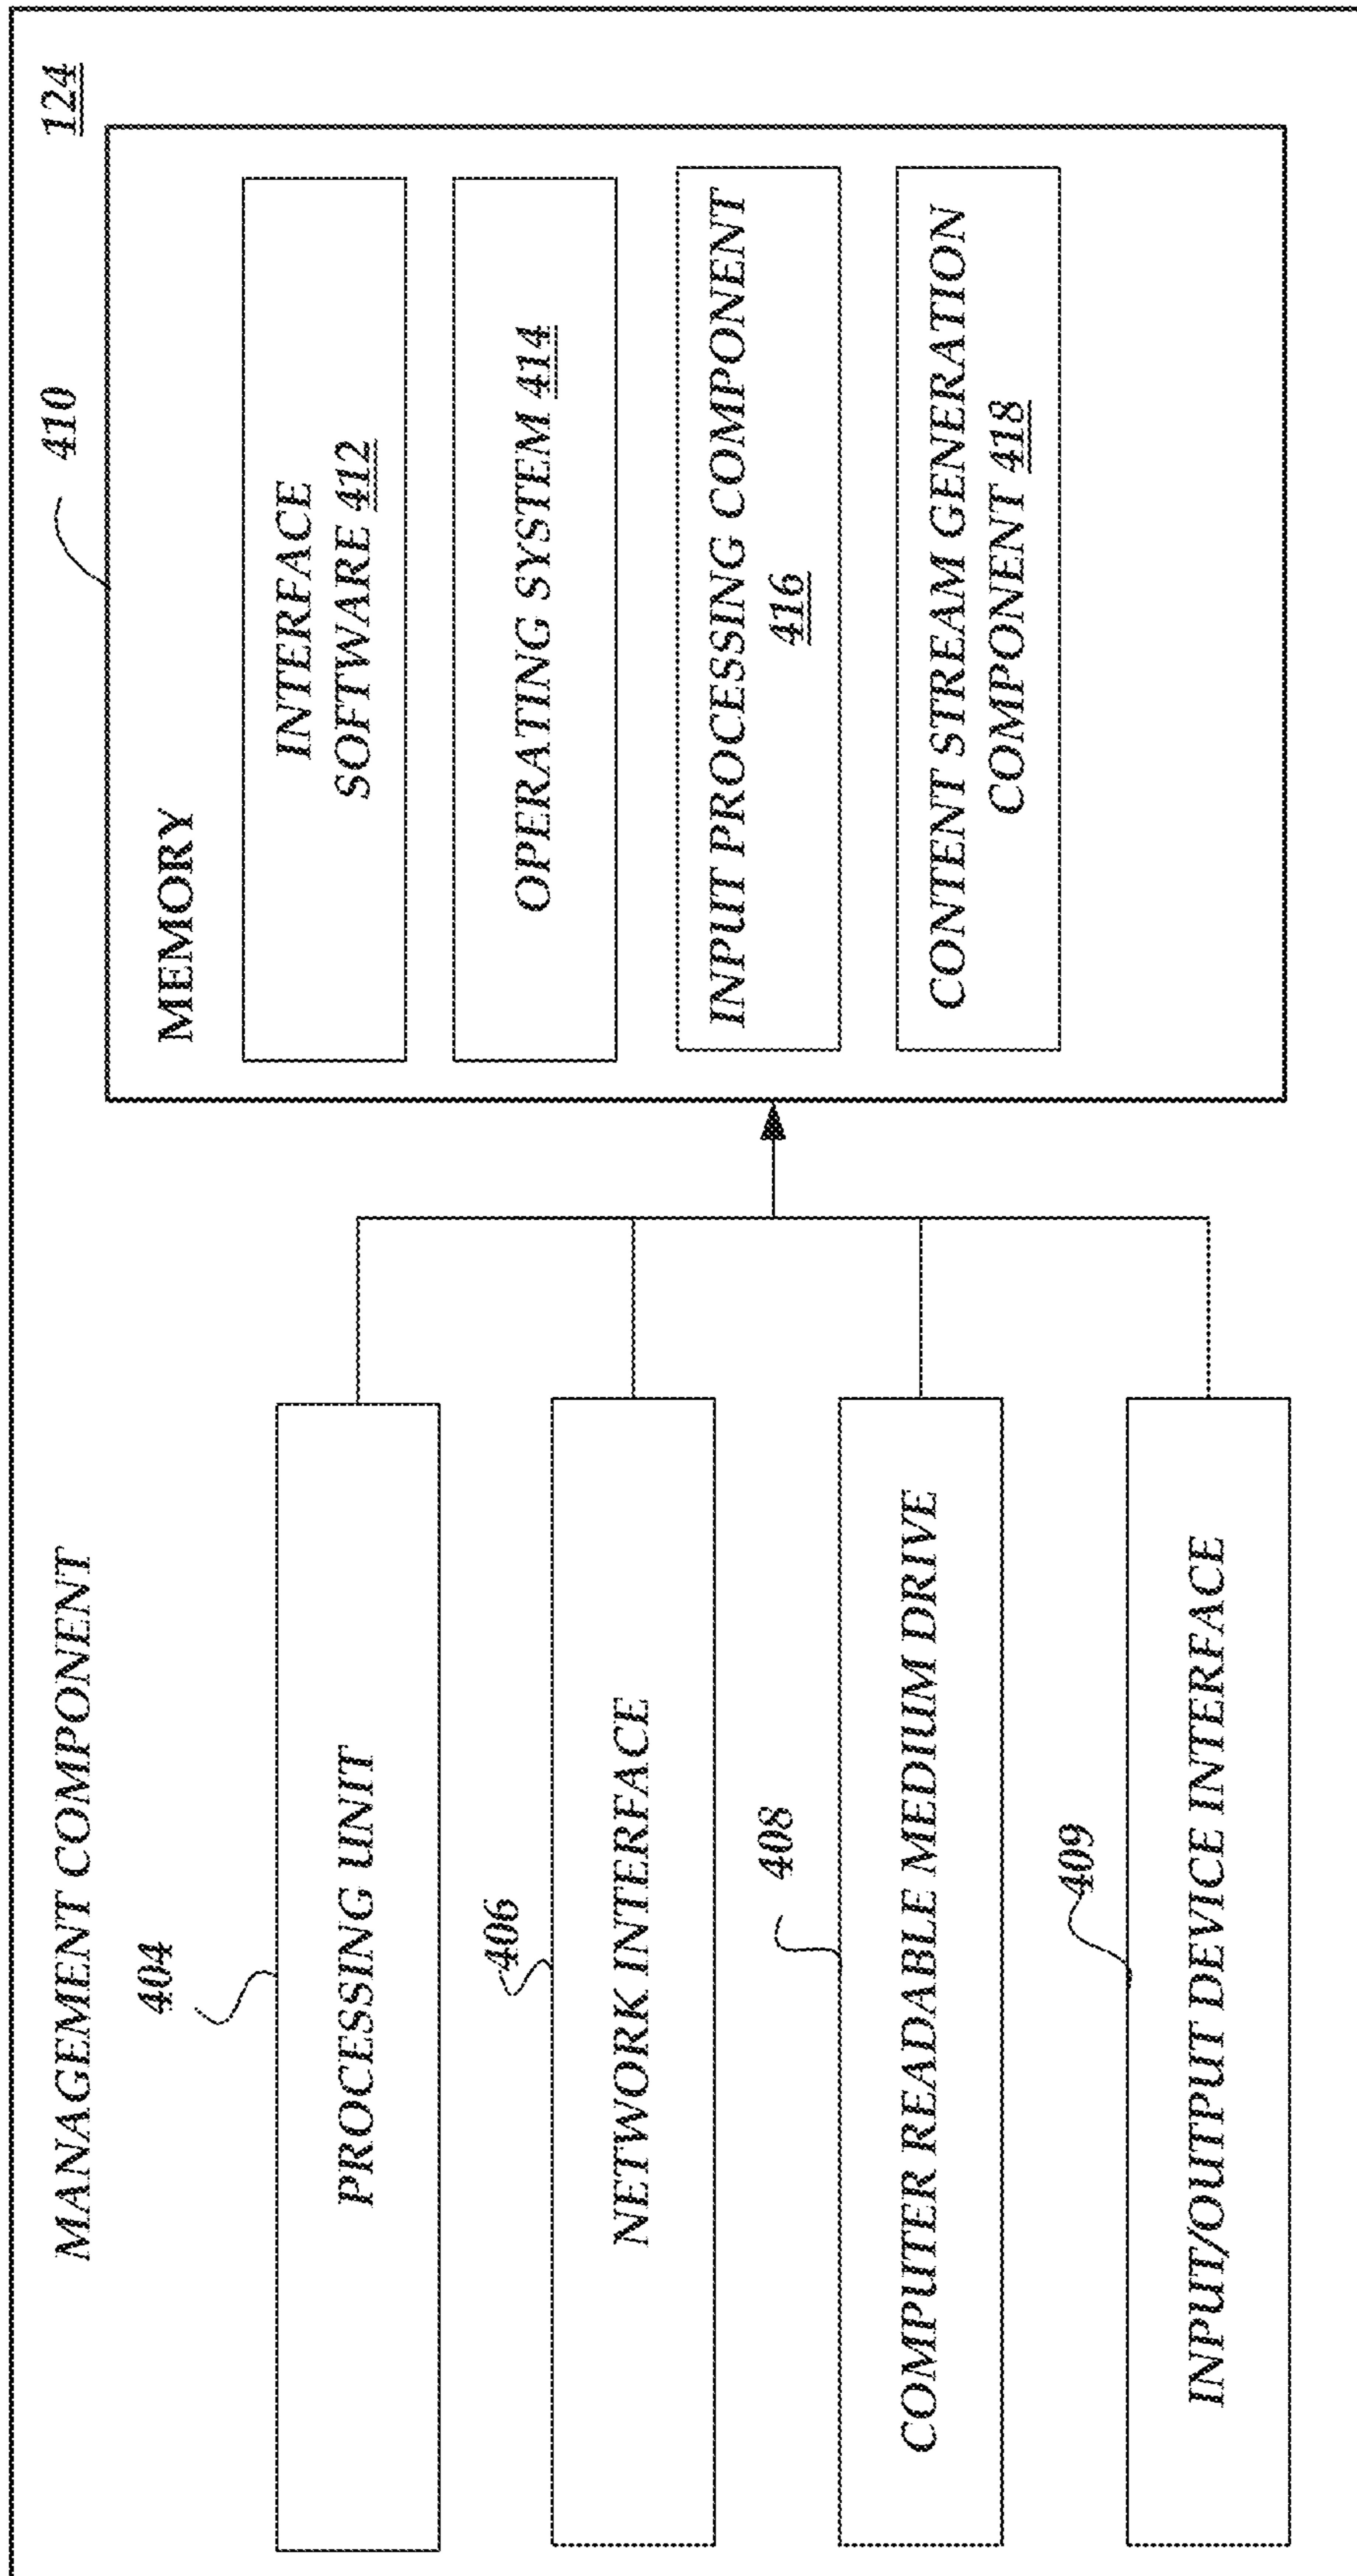 MANAGEMENT COMPONENT
124
404
PROCESSING UNIT
406
NETWORK INTERFACE
408
COMPUTER READABLE MEDIUM DRIVE
409
INPUT/OUTPUT DEVICE INTERFACE
410
MEMORY
INTERFACE
SOFTWARE 412
OPERATING SYSTEM 414
INPUT PROCESSING COMPONENT
416
CONTENT STREAM GENERATION
COMPONENT 418